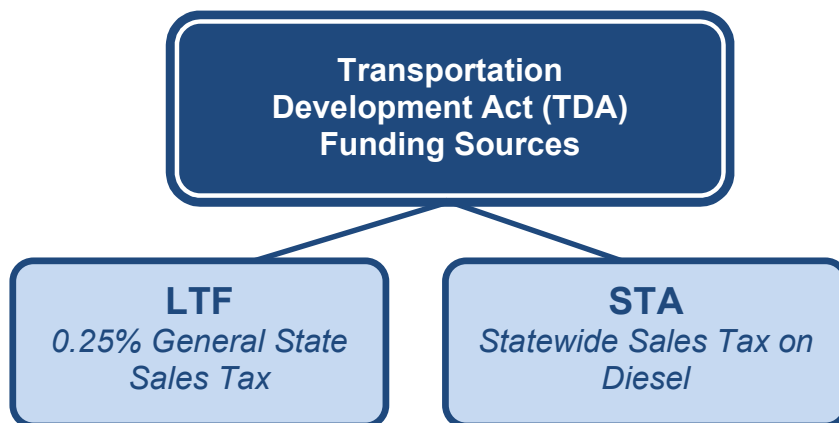 Transportation
Development Act (TDA)
Funding Sources
LTF
0.25% General State
Sales Tax
STA
Statewide Sales Tax on
Diesel